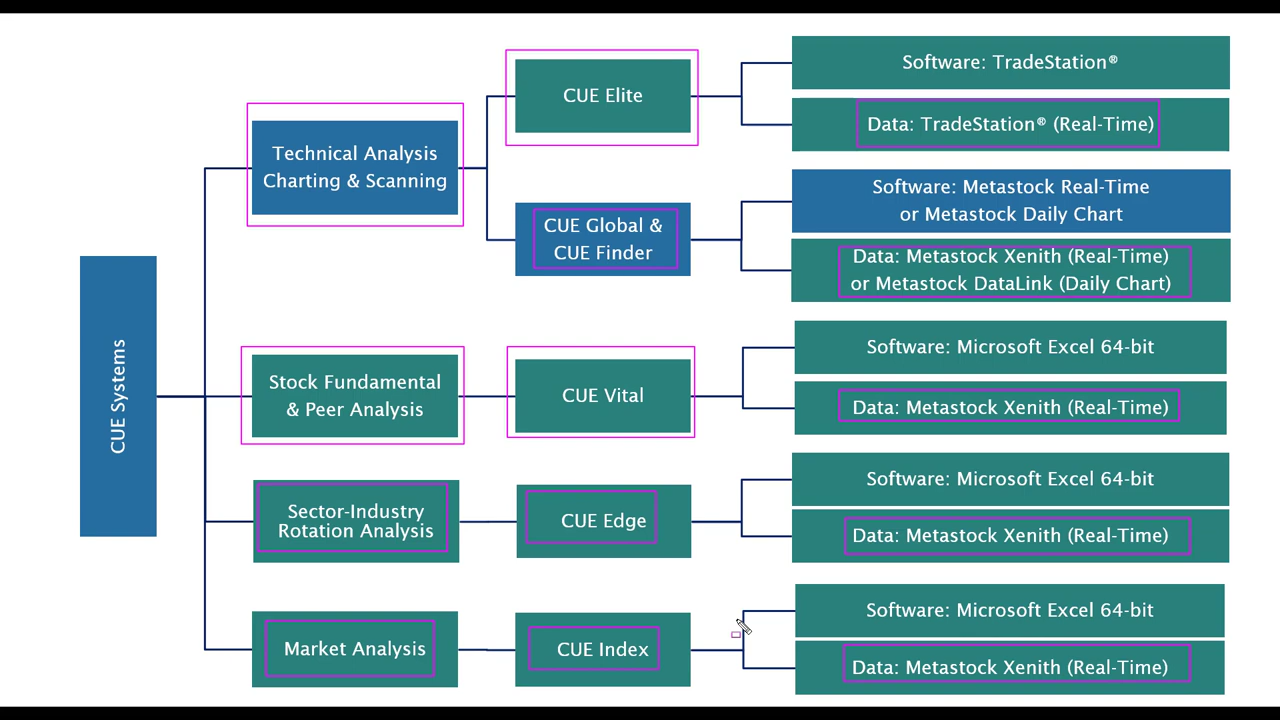 CUE Systems
Technical Analysis
Charting & Scanning
CUE Elite
Software: TradeStation®
Data: TradeStation® (Real-Time)
CUE Global &
CUE Finder
Software: Metastock Real-Time
or Metastock Daily Chart
Data: Metastock Xenith (Real-Time)
or Metastock DataLink (Daily Chart)
Stock Fundamental
& Peer Analysis
CUE Vital
Software: Microsoft Excel 64-bit
Data: Metastock Xenith (Real-Time)
Sector-Industry
Rotation Analysis
CUE Edge
Software: Microsoft Excel 64-bit
Data: Metastock Xenith (Real-Time)
Market Analysis
CUE Index
Software: Microsoft Excel 64-bit
Data: Metastock Xenith (Real-Time)